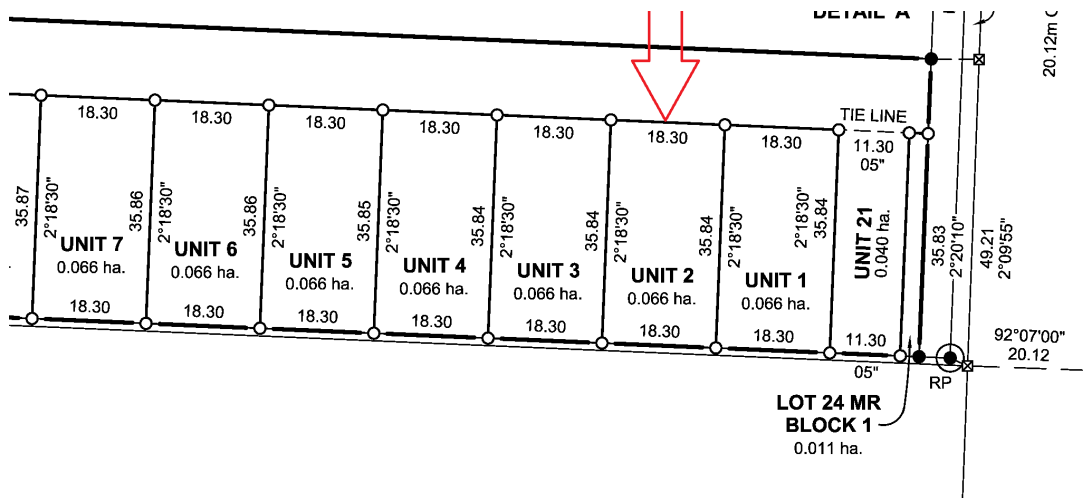 DETAIL A
20.12m
18.30
18.30
18.30
18.30
18.30
18.30
18.30
TIE LINE
11.30
05"
35.87
2°18'30"
35.86
2°18'30"
35.86
2°18'30"
35.85
2°18'30"
35.84
2°18'30"
35.84
2°18'30"
35.84
2°18'30"
2°18'30"
35.84
UNIT 7
0.066 ha.
UNIT 6
0.066 ha.
UNIT 5
0.066 ha.
UNIT 4
0.066 ha.
UNIT 3
0.066 ha.
UNIT 2
0.066 ha.
UNIT 1
0.066 ha.
UNIT 21
0.040 ha.
35.83
2°20'10"
49.21
2°09'55"
18.30
18.30
18.30
18.30
18.30
18.30
18.30
11.30
05"
92°07'00"
20.12
RP
LOT 24 MR
BLOCK 1
0.011 ha.